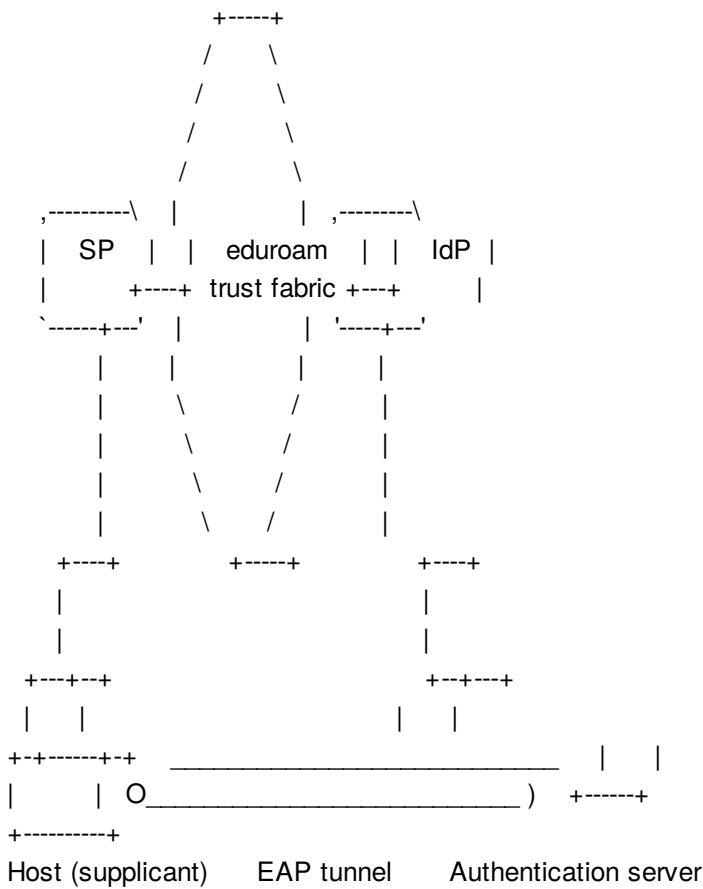 SP eduroam IdP
trust fabric
Host (supplicant) EAP tunnel Authentication server